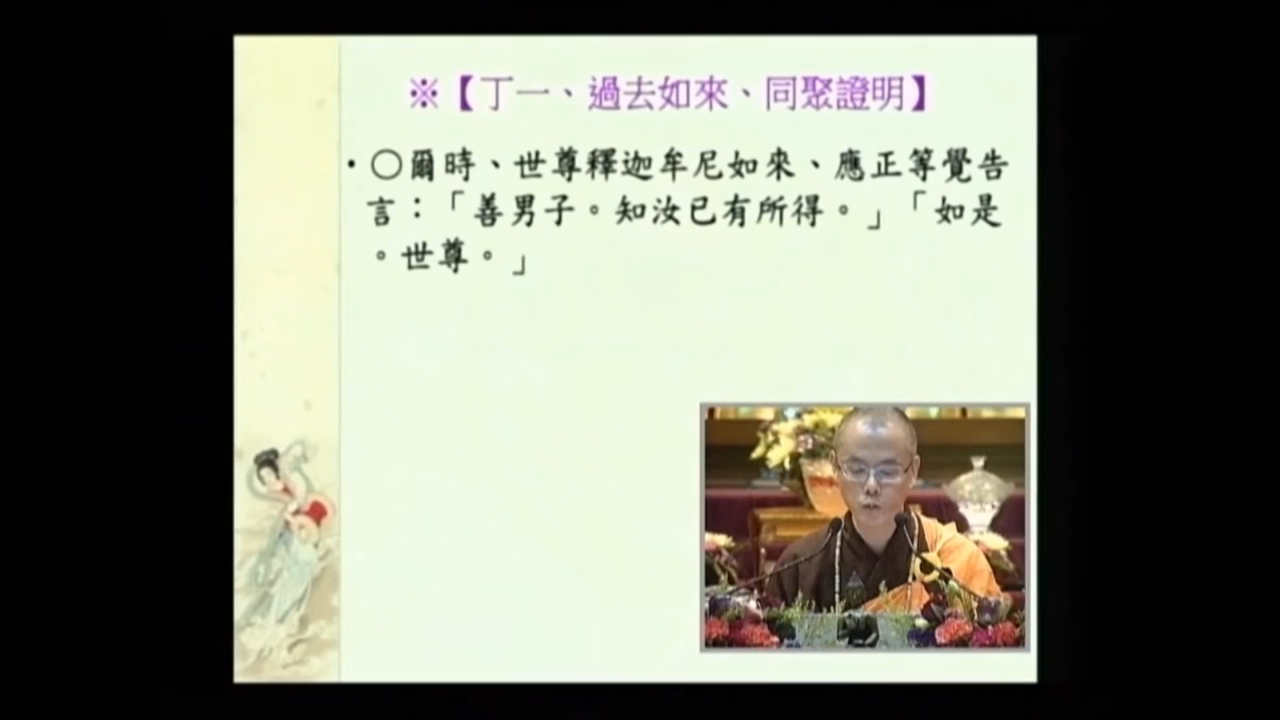 ※【丁一、過去如來、同聚證明】
•○爾時、世尊釋迦牟尼如來、應正等覺告
言：「善男子。知汝已有所得。」「如是
。世尊。」